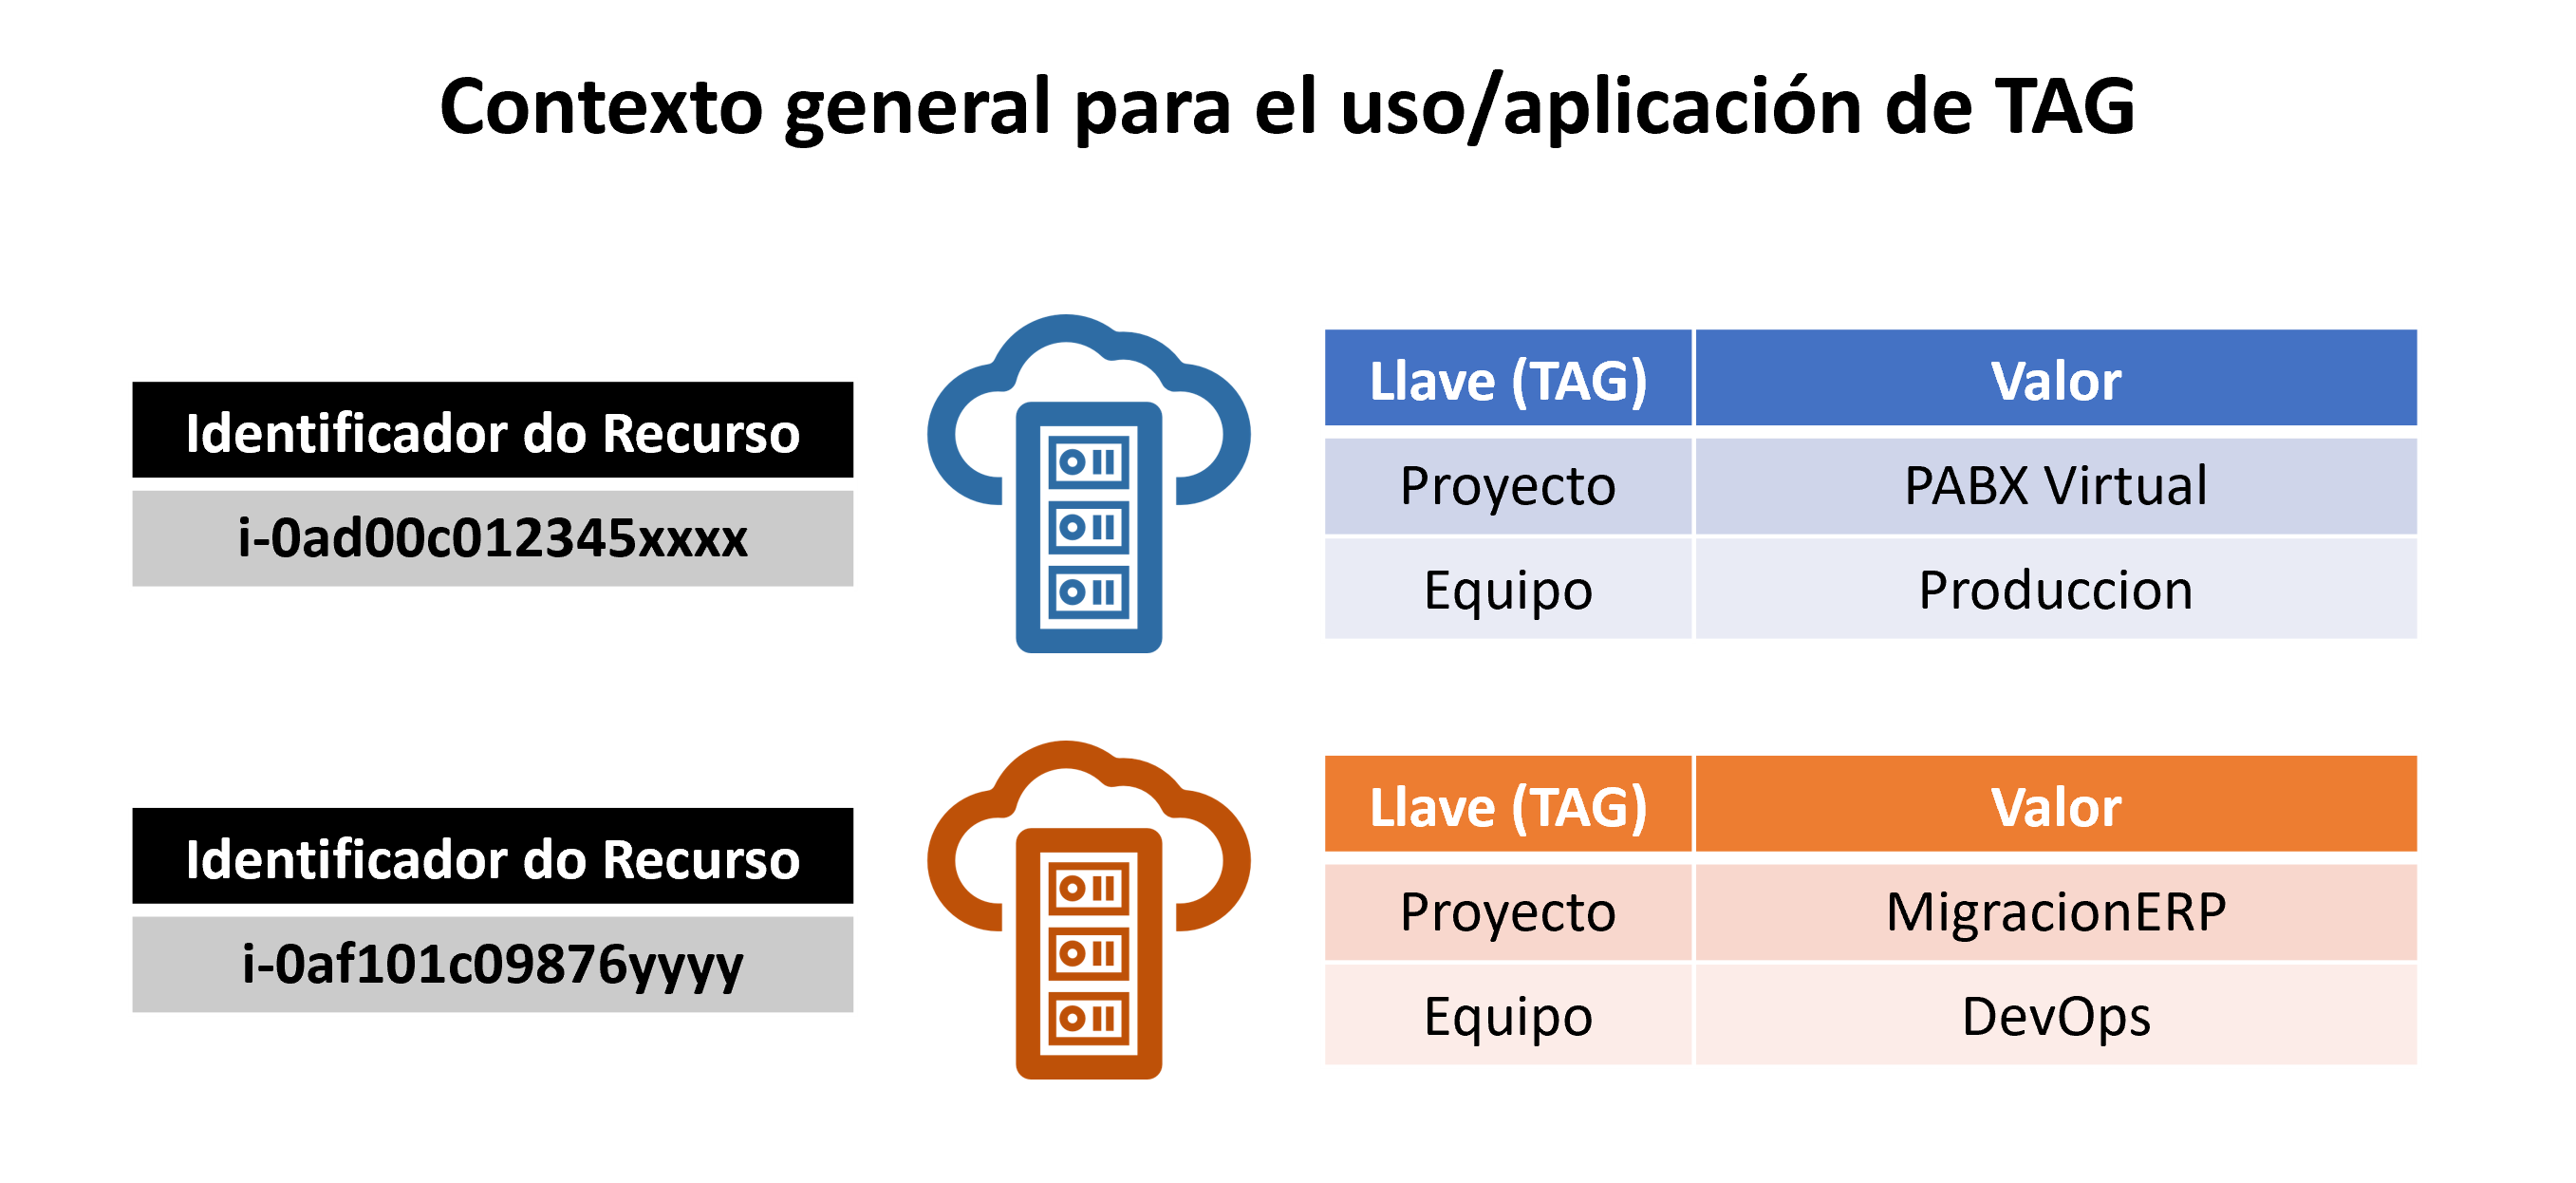 Contexto general para el uso/aplicación de TAG
Identificador do Recurso
i-0ad00c012345xxxx
Llave (TAG) Valor
Proyecto PABX Virtual
Equipo Produccion
Identificador do Recurso
i-0af101c09876yyyy
Llave (TAG) Valor
Proyecto MigracionERP
Equipo DevOps